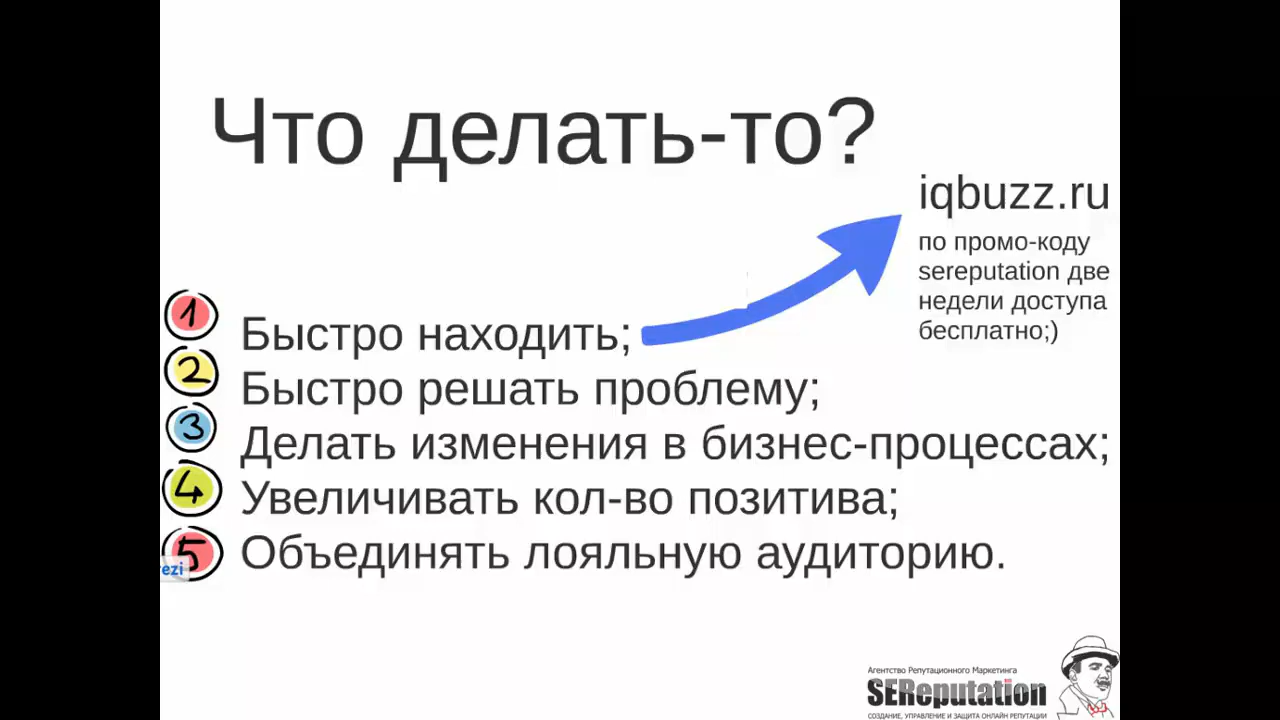 Что делать-то?
iqbuzz.ru
по промо-коду
sereputation две
недели доступа
бесплатно;)
1 Быстро находить;
2 Быстро решать проблему;
3 Делать изменения в бизнес-процессах;
4 Увеличивать кол-во позитива;
5 Объединять лояльную аудиторию.
ezi
Агентство Репутационного Маркетинга
SEReputation
СОЗДАНИЕ, УПРАВЛЕНИЕ И ЗАЩИТА ОНЛАЙН РЕПУТАЦИИ